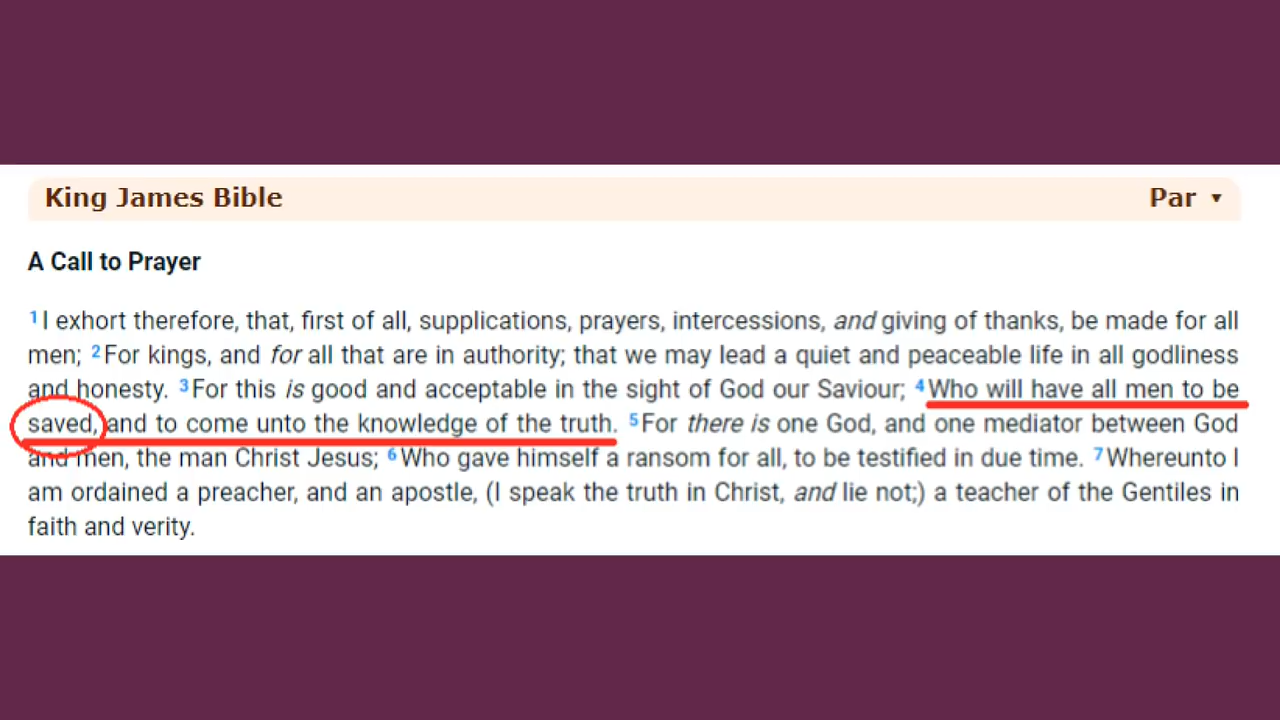 King James Bible
Par ▼
A Call to Prayer
1 I exhort therefore, that, first of all, supplications, prayers, intercessions, and giving of thanks, be made for all
men; 2 For kings, and for all that are in authority; that we may lead a quiet and peaceable life in all godliness
and honesty. 3 For this is good and acceptable in the sight of God our Saviour; 4 Who will have all men to be
saved, and to come unto the knowledge of the truth. 5 For there is one God, and one mediator between God
and men, the man Christ Jesus; 6 Who gave himself a ransom for all, to be testified in due time. 7 Whereunto I
am ordained a preacher, and an apostle, (I speak the truth in Christ, and lie not;) a teacher of the Gentiles in
faith and verity.